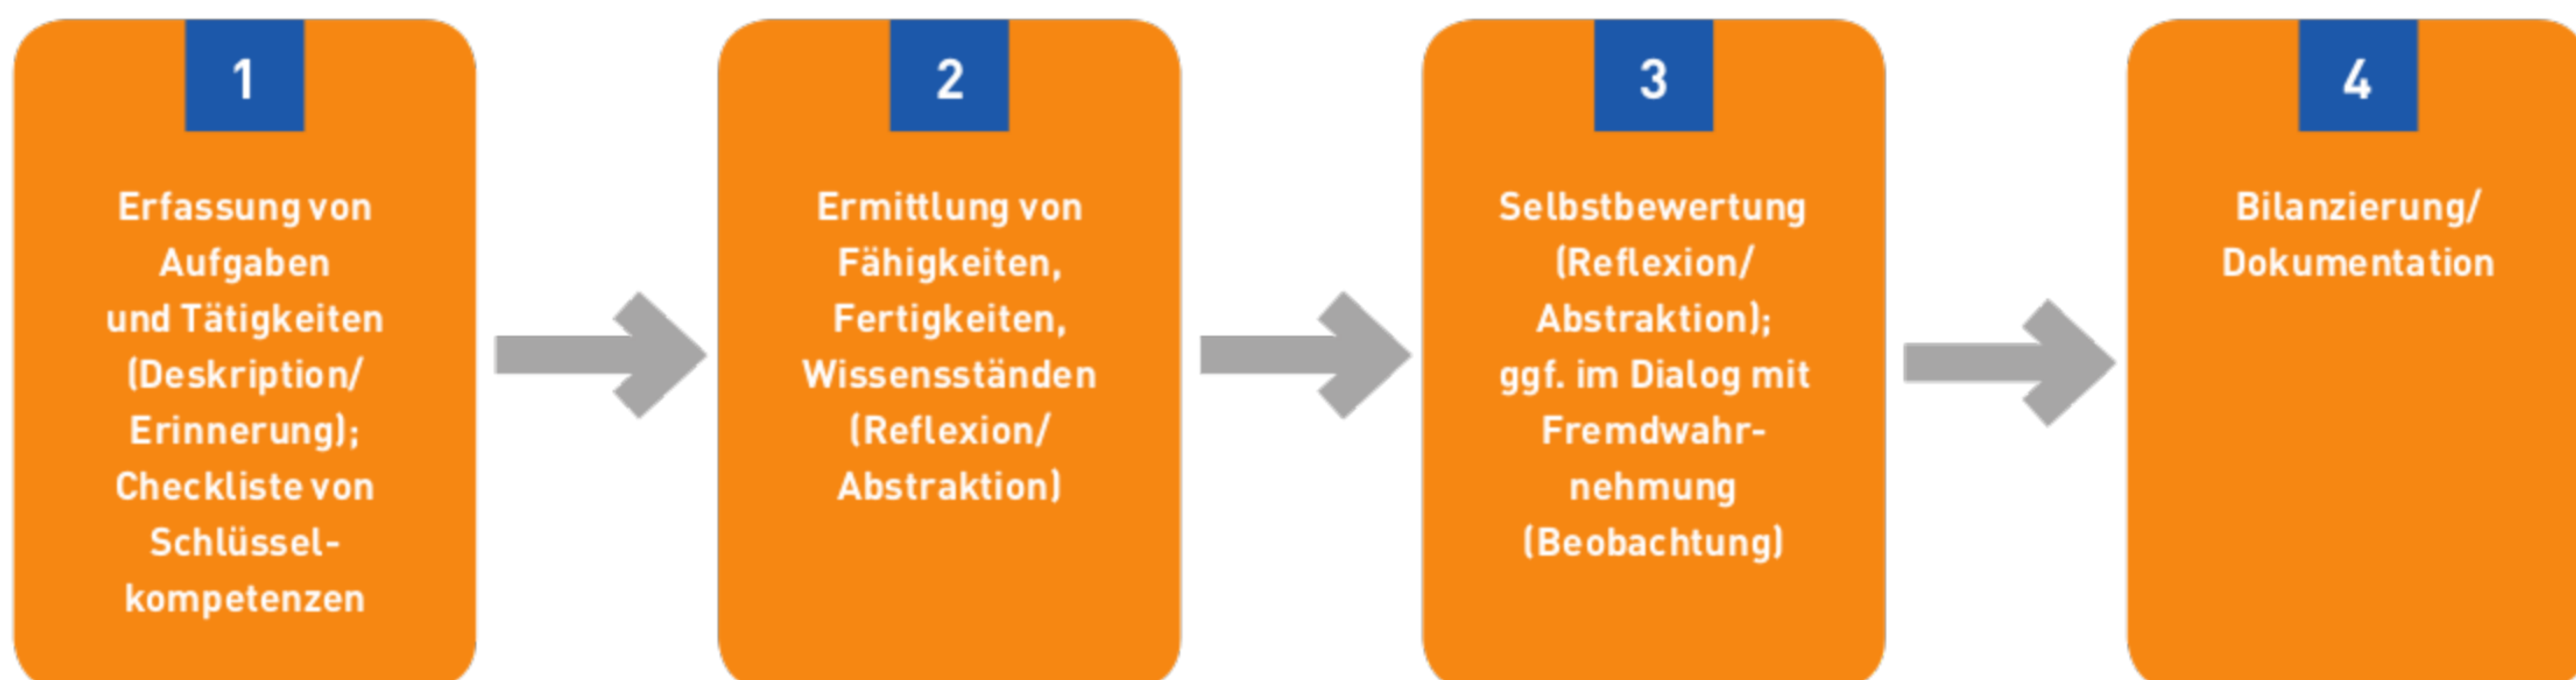 1
Erfassung von
Aufgaben
und Tätigkeiten
(Deskription/
Erinnerung);
Checkliste von
Schlüssel-
kompetenzen
2
Ermittlung von
Fähigkeiten,
Fertigkeiten,
Wissensständen
(Reflexion/
Abstraktion)
3
Selbstbewertung
(Reflexion/
Abstraktion);
ggf. im Dialog mit
Fremdwahr-
nehmung
(Beobachtung)
4
Bilanzierung/
Dokumentation